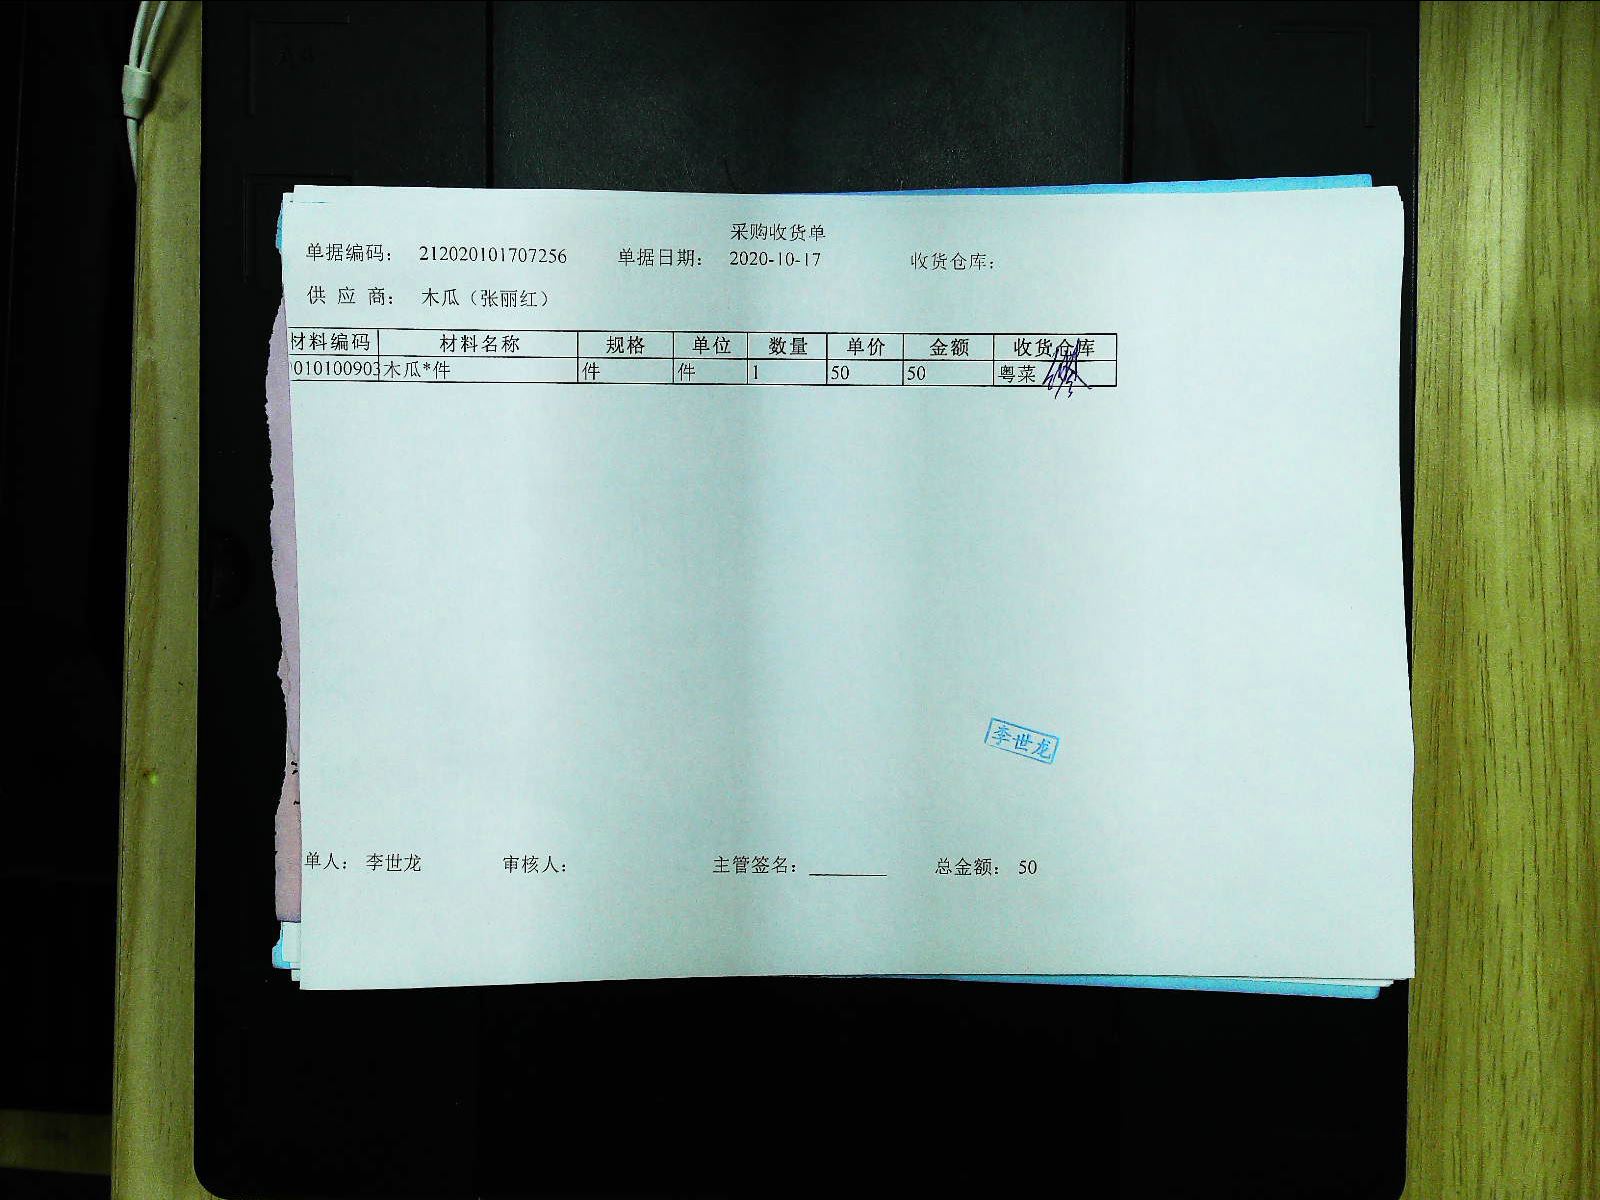 采购收货单
单据编码： 212020101707256 单据日期： 2020-10-17 收货仓库：
供 应 商： 木瓜（张丽红）
材料编码 材料名称 规格 单位 数量 单价 金额 收货仓库
010100903 木瓜*件 件 件 1 50 50 粤菜
李世龙
单人： 李世龙 审核人： 主管签名： 总金额： 50